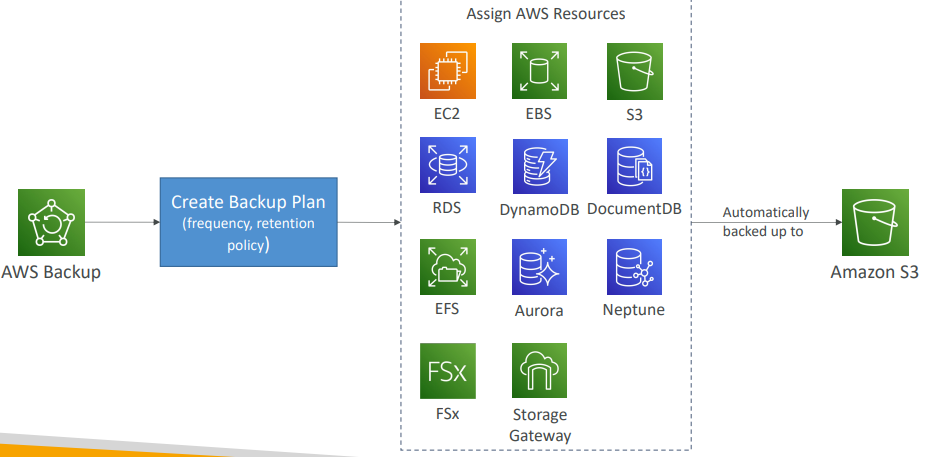 Assign AWS Resources
EC2
EBS
S3
RDS
DynamoDB
DocumentDB
AWS Backup
Create Backup Plan
(frequency, retention
policy)
EFS
Aurora
Neptune
FSx
FSx
Storage
Gateway
Automatically
backed up to
Amazon S3